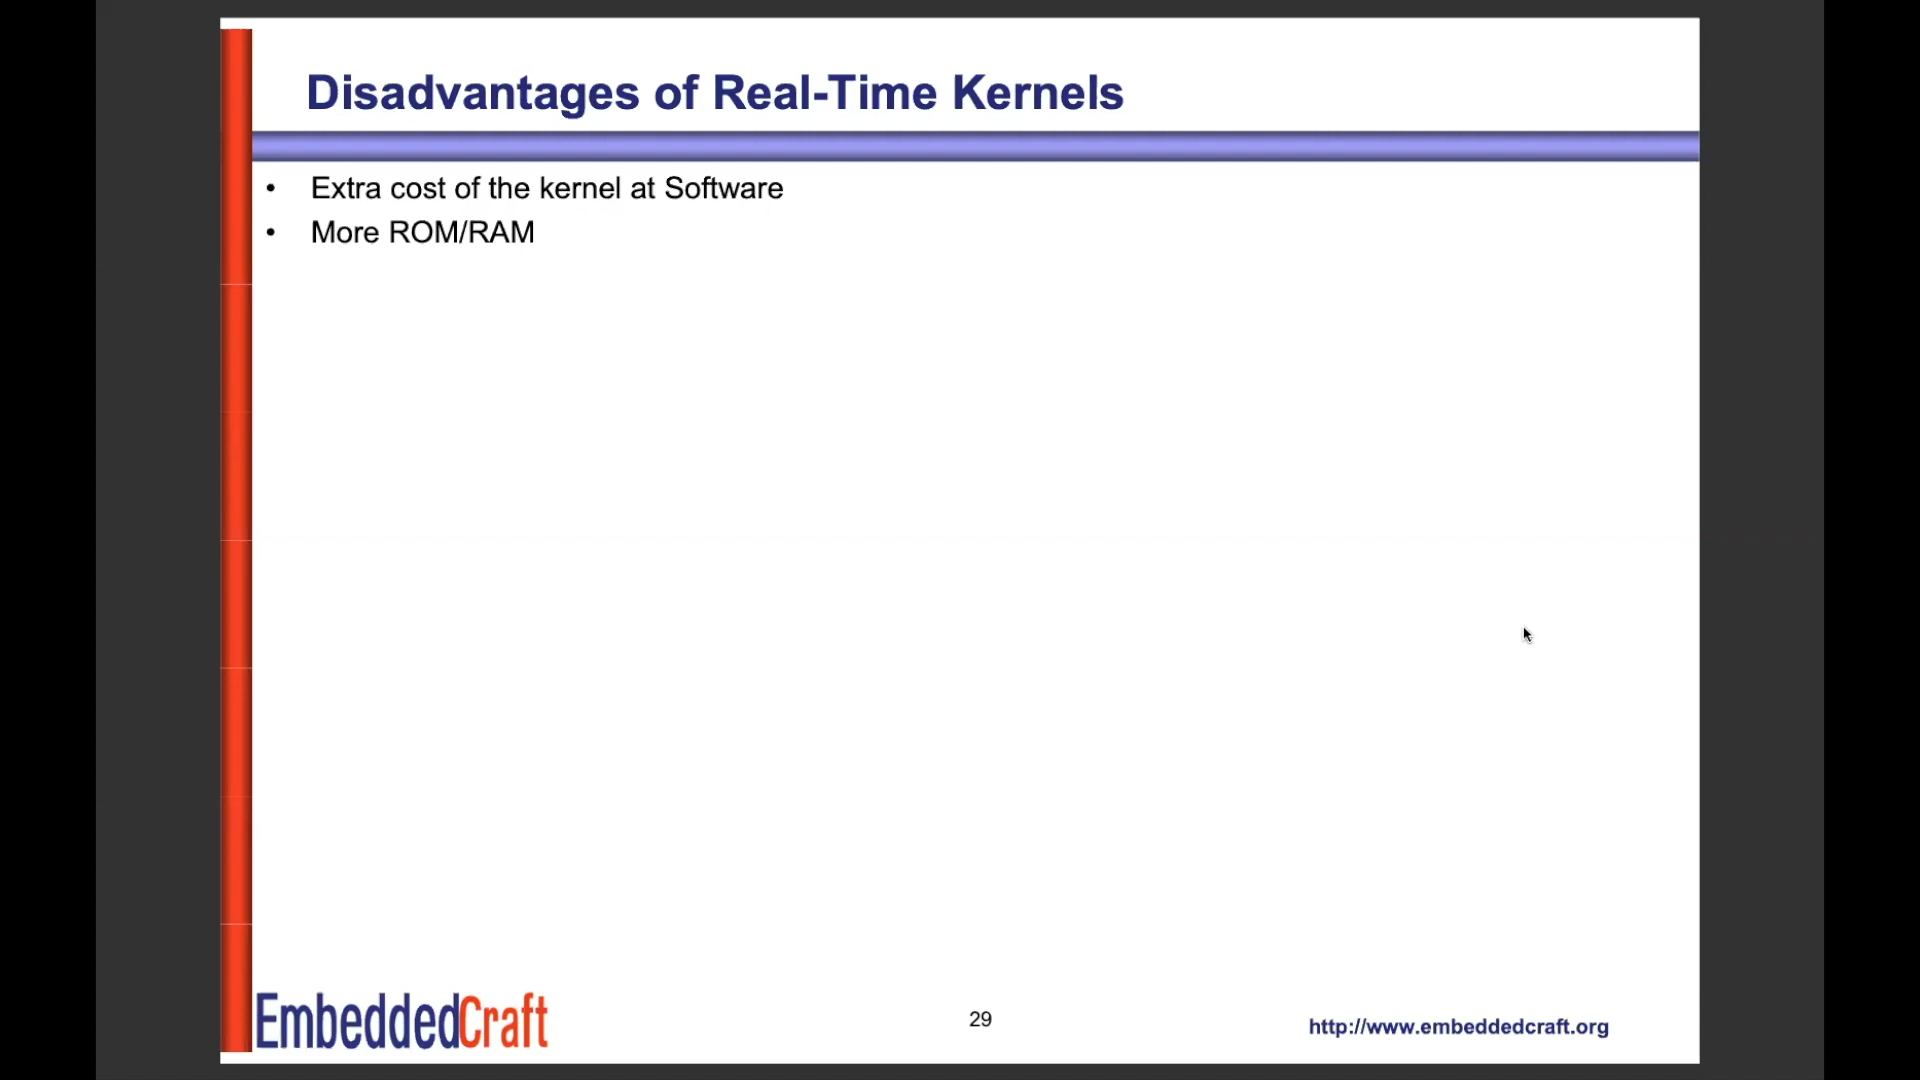 Disadvantages of Real-Time Kernels
• Extra cost of the kernel at Software
• More ROM/RAM
EmbeddedCraft
29
http://www.embeddedcraft.org